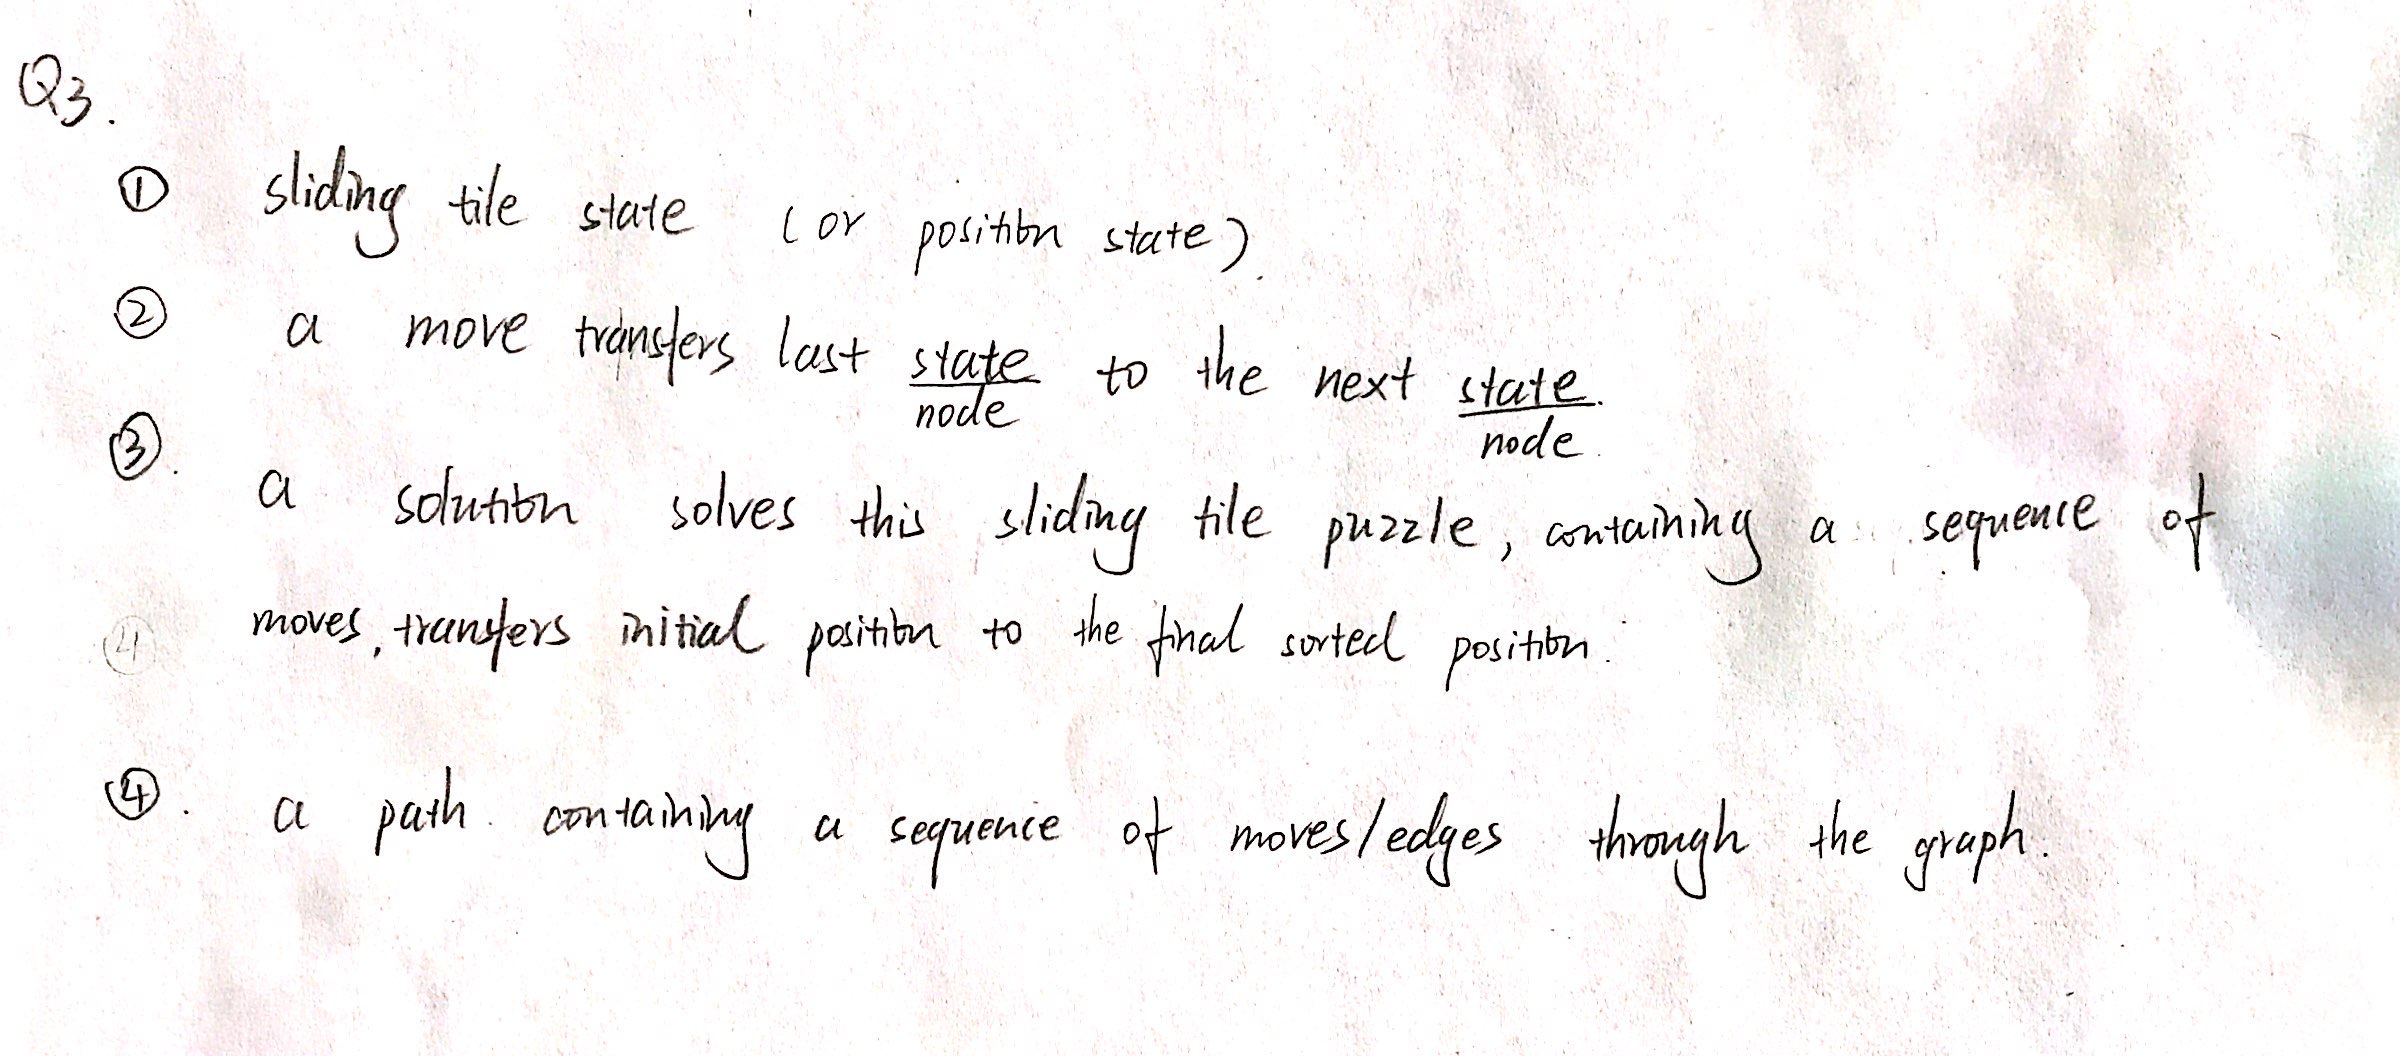 Q3.
① sliding tile state (or position state).
② a move transfers last state to the next state.
node node.
③. a solution solves this sliding tile puzzle, containing a sequence of
④ moves, transfers initial position to the final sorted position.
④. a path containing a sequence of moves/edges through the graph.